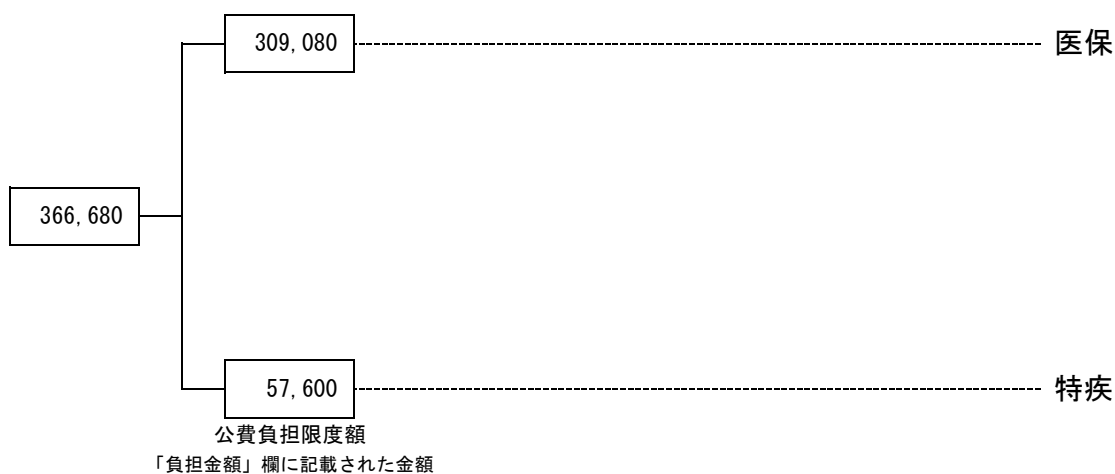 309,080
医保
366,680
57,600
特疾
公費負担限度額
「負担金額」欄に記載された金額